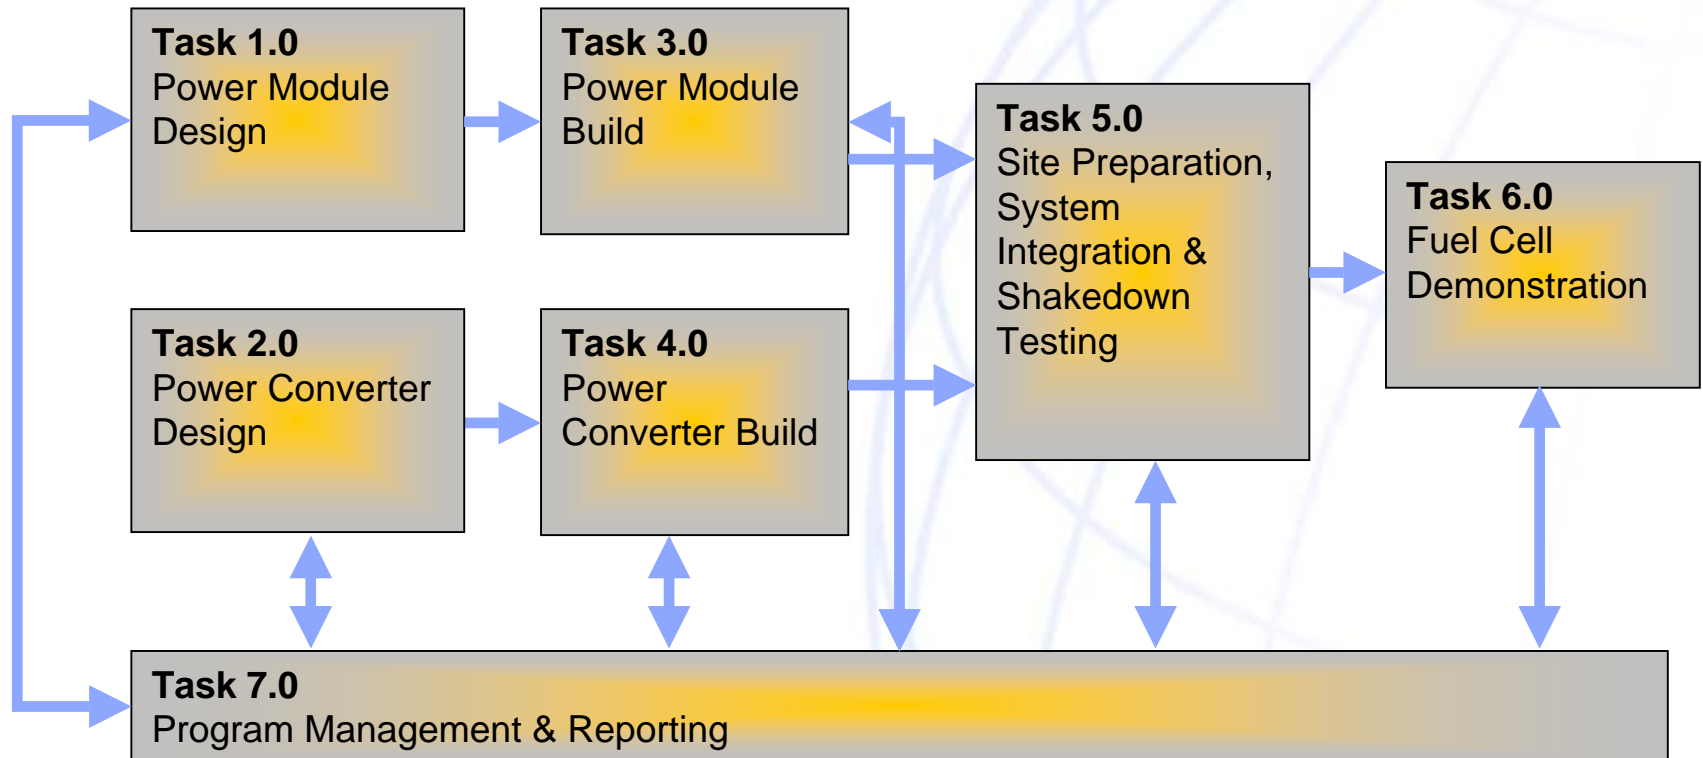 Task 1.0
Power Module
Design
Task 3.0
Power Module
Build
Task 5.0
Site Preparation,
System
Integration &
Shakedown
Testing
Task 6.0
Fuel Cell
Demonstration
Task 2.0
Power Converter
Design
Task 4.0
Power
Converter Build
Task 7.0
Program Management & Reporting